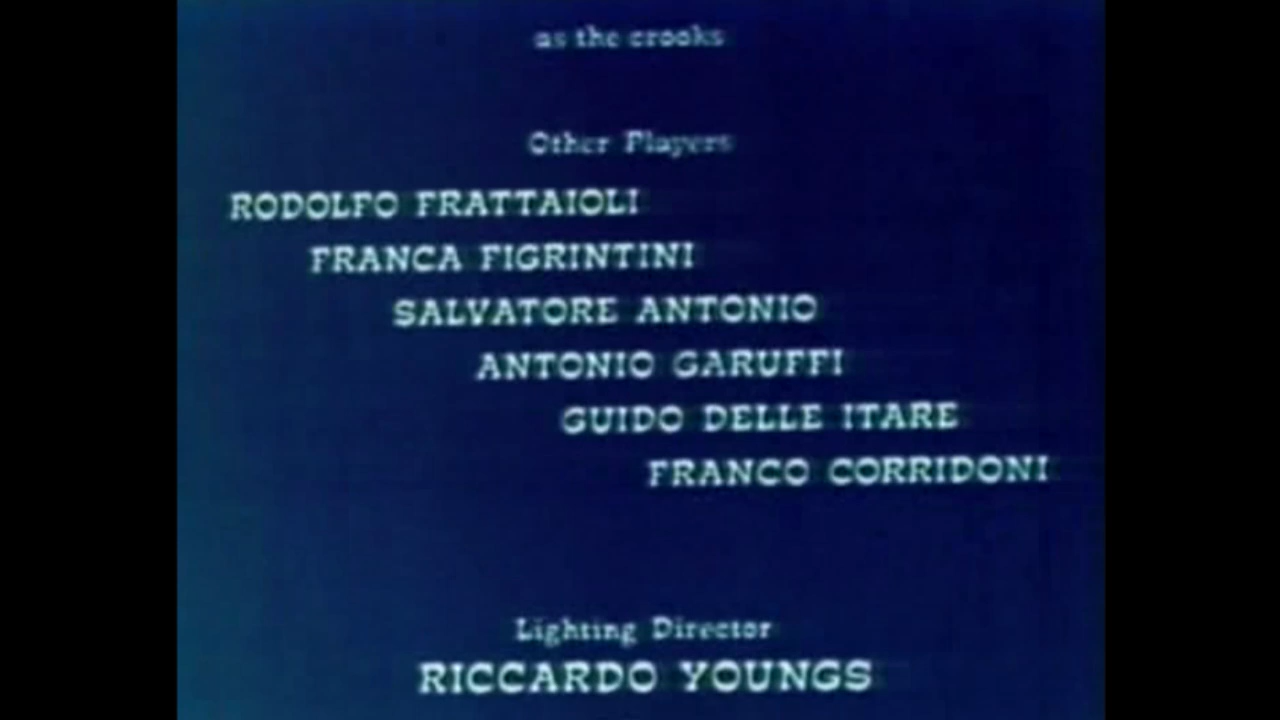 as the crooks
Other Players
RODOLFO FRATTAIOLI
FRANCA FIGRINTINI
SALVATORE ANTONIO
ANTONIO GARUFFI
GUIDO DELLE ITARE
FRANCO CORRIDONI
Lighting Director
RICCARDO YOUNGS